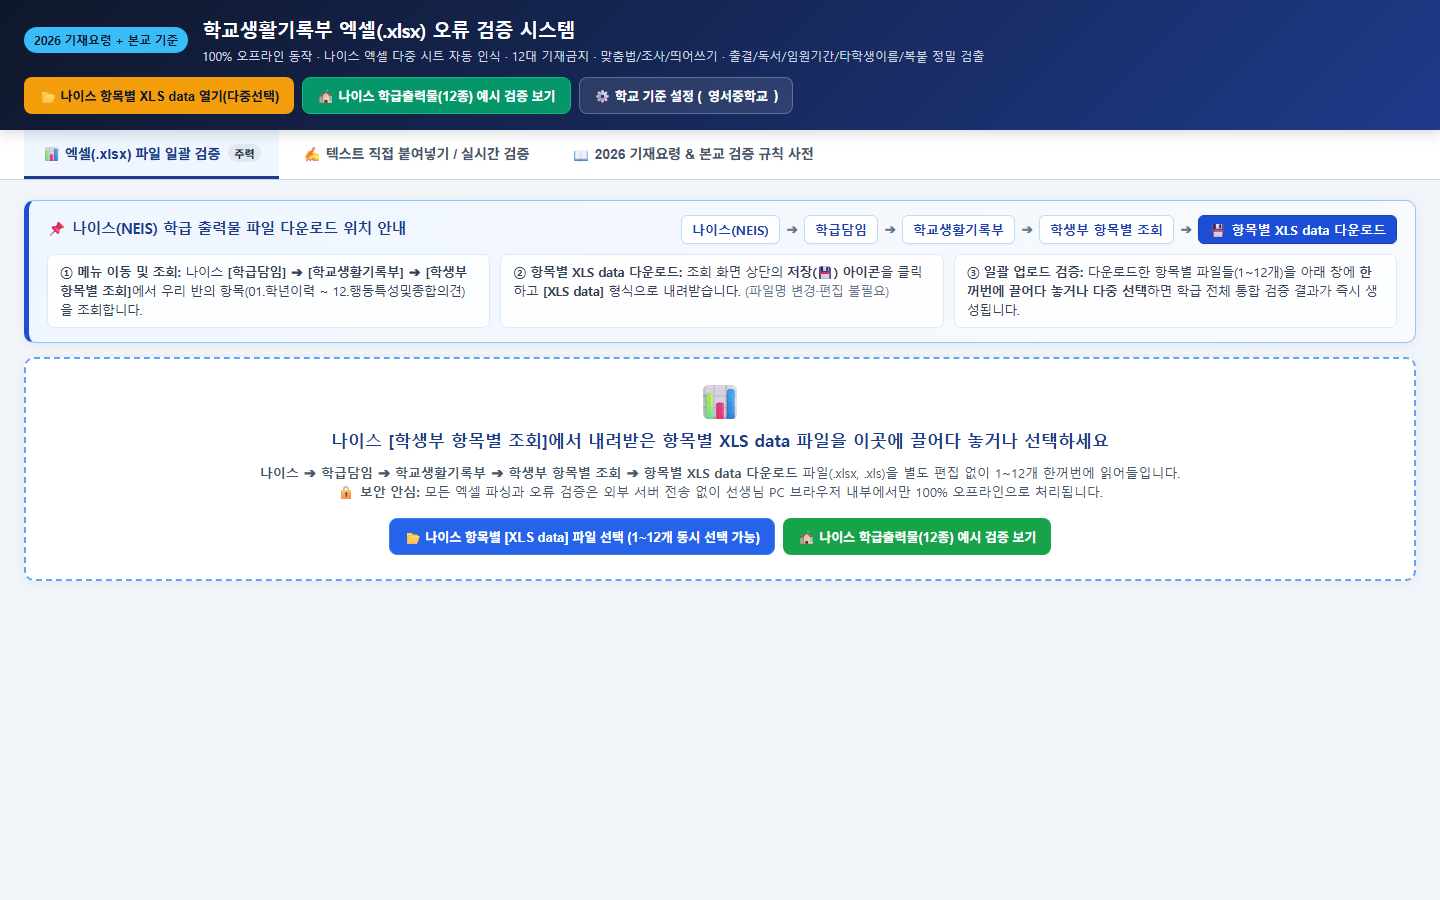 2026 기재요령 + 본교 기준
학교생활기록부 엑셀(.xlsx) 오류 검증 시스템
100% 오프라인 동작 · 나이스 엑셀 다중 시트 자동 인식 · 12대 기재금지 · 맞춤법/조사/띄어쓰기 · 출결/독서/임원기간/타학생이름/복붙 정밀 검출
📂 나이스 항목별 XLS data 열기(다중선택)
🏫 나이스 학급출력물(12종) 예시 검증 보기
⚙️ 학교 기준 설정 ( 영서중학교 )
📊 엑셀(.xlsx) 파일 일괄 검증 주력
✍️ 텍스트 직접 붙여넣기 / 실시간 검증
📖 2026 기재요령 & 본교 검증 규칙 사전
📌 나이스(NEIS) 학급 출력물 파일 다운로드 위치 안내
나이스(NEIS) ➔ 학급담임 ➔ 학교생활기록부 ➔ 학생부 항목별 조회 ➔ 💾 항목별 XLS data 다운로드
① 메뉴 이동 및 조회: 나이스 [학급담임] ➔ [학교생활기록부] ➔ [학생부
항목별 조회]에서 우리 반의 항목(01.학년이력 ~ 12.행동특성및종합의견)
을 조회합니다.
② 항목별 XLS data 다운로드: 조회 화면 상단의 저장(💾) 아이콘을 클릭
하고 [XLS data] 형식으로 내려받습니다. (파일명 변경·편집 불필요)
③ 일괄 업로드 검증: 다운로드한 항목별 파일들(1~12개)을 아래 창에 한
꺼번에 끌어다 놓거나 다중 선택하면 학급 전체 통합 검증 결과가 즉시 생
성됩니다.
나이스 [학생부 항목별 조회]에서 내려받은 항목별 XLS data 파일을 이곳에 끌어다 놓거나 선택하세요
나이스 ➔ 학급담임 ➔ 학교생활기록부 ➔ 학생부 항목별 조회 ➔ 항목별 XLS data 다운로드 파일(.xlsx, .xls)을 별도 편집 없이 1~12개 한꺼번에 읽어들입니다.
🔒 보안 안심: 모든 엑셀 파싱과 오류 검증은 외부 서버 전송 없이 선생님 PC 브라우저 내부에서만 100% 오프라인으로 처리됩니다.
📂 나이스 항목별 [XLS data] 파일 선택 (1~12개 동시 선택 가능)
🏫 나이스 학급출력물(12종) 예시 검증 보기